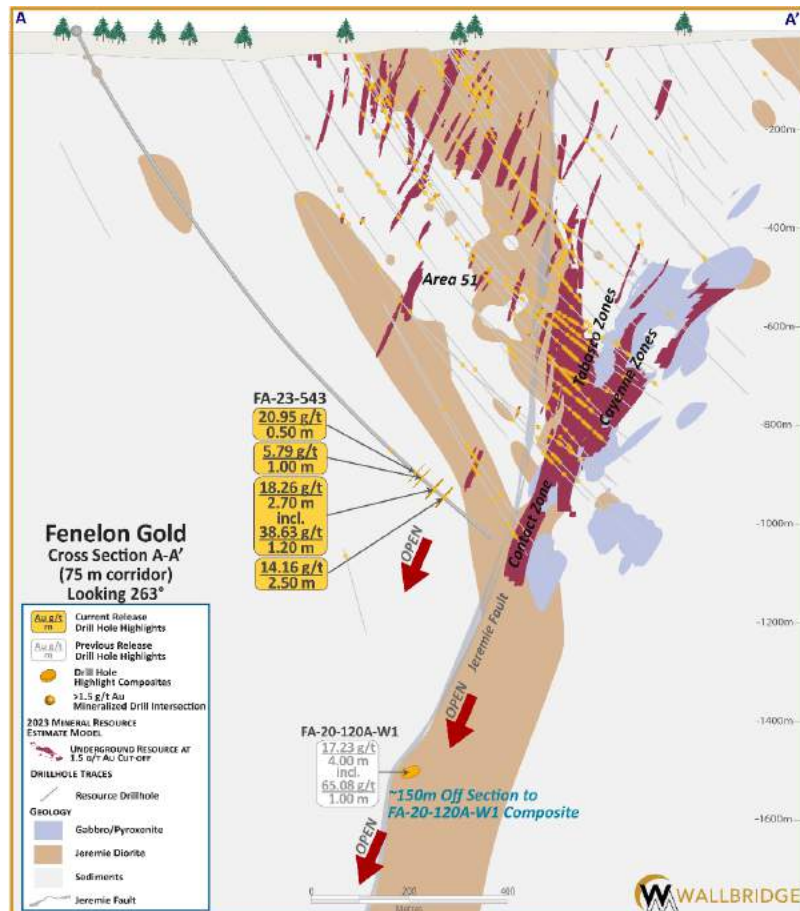 A
A'
-200m
-400m
-600m
-800m
-1000m
-1200m
-1400m
-1600m
Area 51
Tabasco Zones
Cayenne Zones
Contact Zone
FA-23-543
20.95 g/t
0.50 m
5.79 g/t
1.00 m
18.26 g/t
2.70 m
incl.
38.63 g/t
1.20 m
14.16 g/t
2.50 m
OPEN
Jeremie Fault
OPEN
FA-20-120A-W1
17.23 g/t
4.00 m
incl.
65.08 g/t
1.00 m
~150m Off Section to
FA-20-120A-W1 Composite
OPEN
Fenelon Gold
Cross Section A-A'
(75 m corridor)
Looking 263°
Au g/t
m
Current Release
Drill Hole Highlights
Au g/t
m
Previous Release
Drill Hole Highlights
Drill Hole
Highlight Composites
>1.5 g/t Au
Mineralized Drill Intersection
2023 MINERAL RESOURCE
ESTIMATE MODEL
UNDERGROUND RESOURCE AT
1.5 G/T AU CUT-OFF
DRILLHOLE TRACES
Resource Drillhole
GEOLOGY
Gabbro/Pyroxenite
Jeremie Diorite
Sediments
Jeremie Fault
0 200 400
Metres
WALLBRIDGE